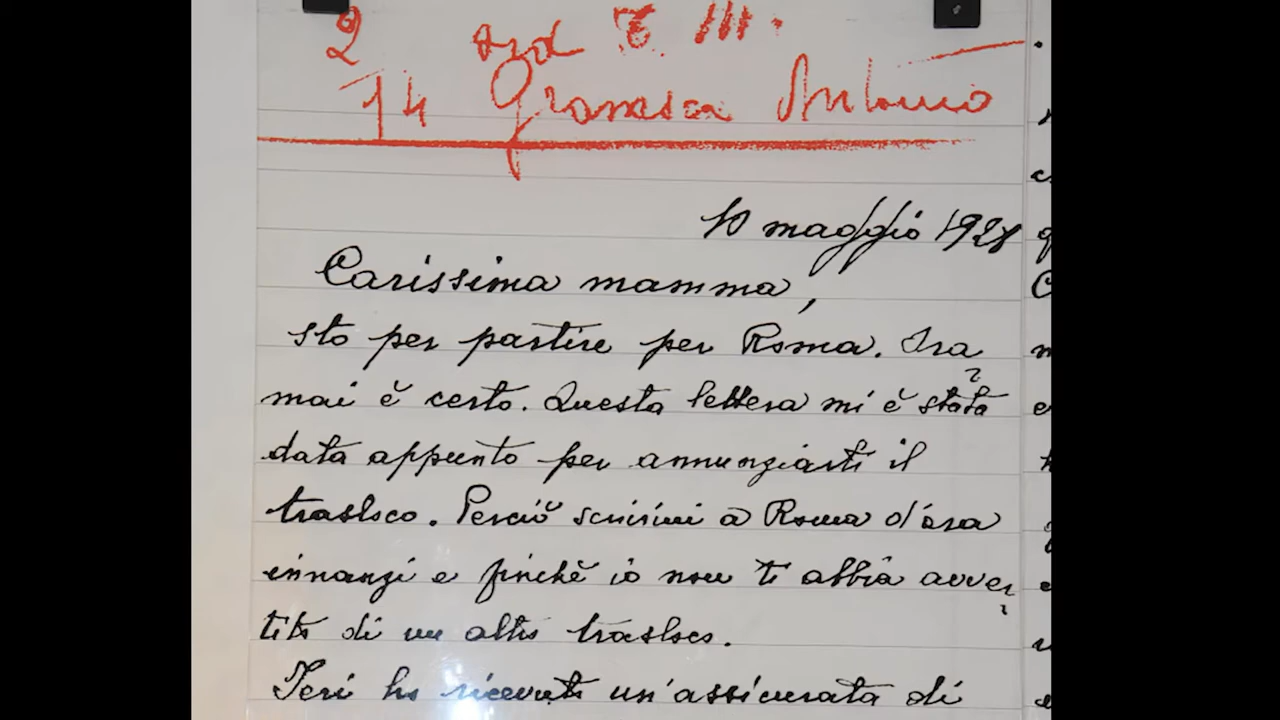 2
14 Gramsci Antonio
10 maggio 1928
Carissima mamma,
sto per partire per Roma. Ora-
mai è certo. Questa lettera mi è stata
data appunto per annunziarti il
trasloco. Perciò scrivimi a Roma d'ora
innanzi e finchè io non ti abbia avver-
tito di un altro trasloco.
Ieri ho ricevuto un'assicurata di